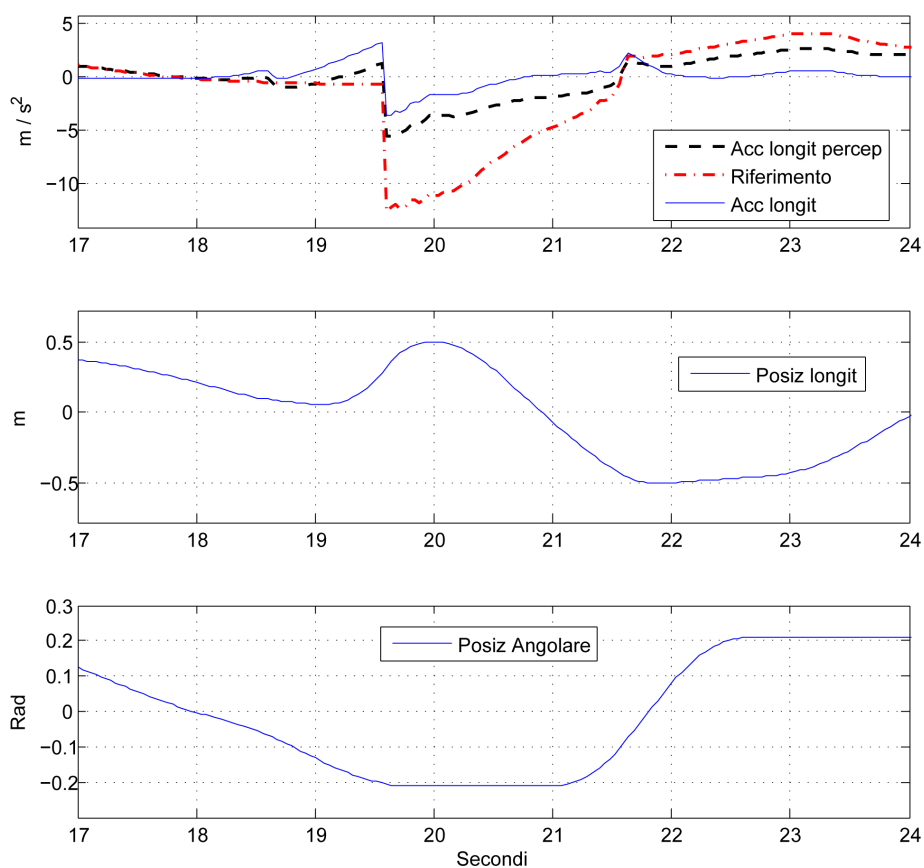 5
0
−5
−10
m / s²
Acc longit percep
Riferimento
Acc longit
17 18 19 20 21 22 23 24
0.5
0
−0.5
m
Posiz longit
17 18 19 20 21 22 23 24
0.3
0.2
0.1
0
−0.1
−0.2
0.2
Rad
Posiz Angolare
17 18 19 20 21 22 23 24
Secondi